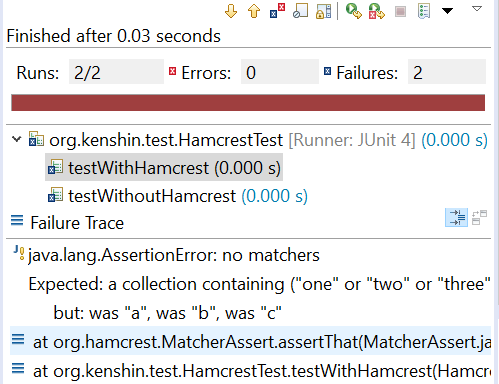 Finished after 0.03 seconds
Runs: 2/2 Errors: 0 Failures: 2
org.kenshin.test.HamcrestTest [Runner: JUnit 4] (0.000 s)
testWithHamcrest (0.000 s)
testWithoutHamcrest (0.000 s)
Failure Trace
java.lang.AssertionError: no matchers
Expected: a collection containing ("one" or "two" or "three"
but: was "a", was "b", was "c"
at org.hamcrest.MatcherAssert.assertThat(MatcherAssert.ja
at org.kenshin.test.HamcrestTest.testWithHamcrest(Hamcr